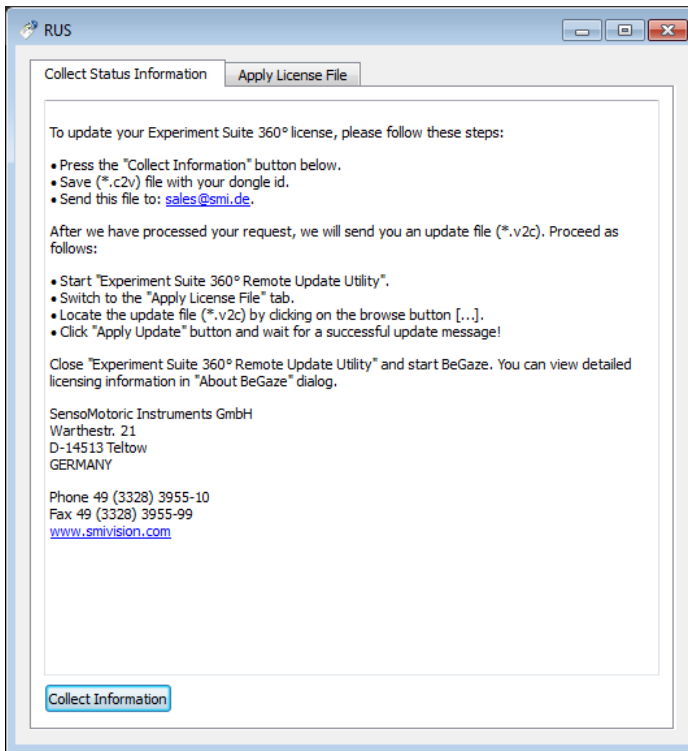 RUS
Collect Status Information
Apply License File
To update your Experiment Suite 360° license, please follow these steps:
• Press the "Collect Information" button below.
• Save (*.c2v) file with your dongle id.
• Send this file to: sales@smi.de.
After we have processed your request, we will send you an update file (*.v2c). Proceed as
follows:
• Start "Experiment Suite 360° Remote Update Utility".
• Switch to the "Apply License File" tab.
• Locate the update file (*.v2c) by clicking on the browse button [...].
• Click "Apply Update" button and wait for a successful update message!
Close "Experiment Suite 360° Remote Update Utility" and start BeGaze. You can view detailed
licensing information in "About BeGaze" dialog.
SensoMotoric Instruments GmbH
Warthestr. 21
D-14513 Teltow
GERMANY
Phone 49 (3328) 3955-10
Fax 49 (3328) 3955-99
www.smivision.com
Collect Information